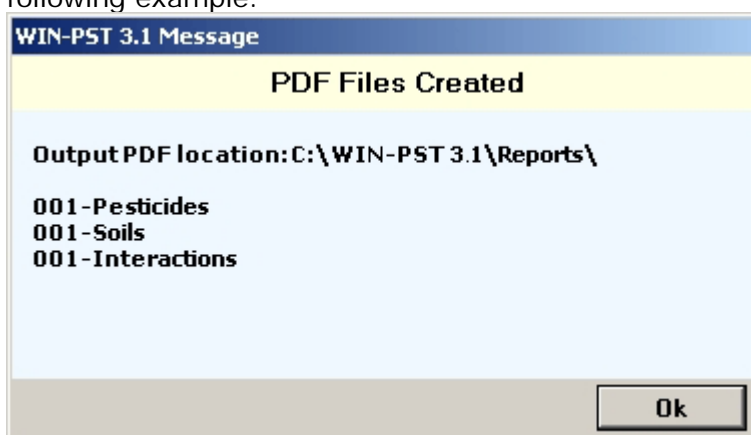 following example:
WIN-PST 3.1 Message
PDF Files Created
Output PDF location:C:\WIN-PST 3.1\Reports\
001-Pesticides
001-Soils
001-Interactions
Ok